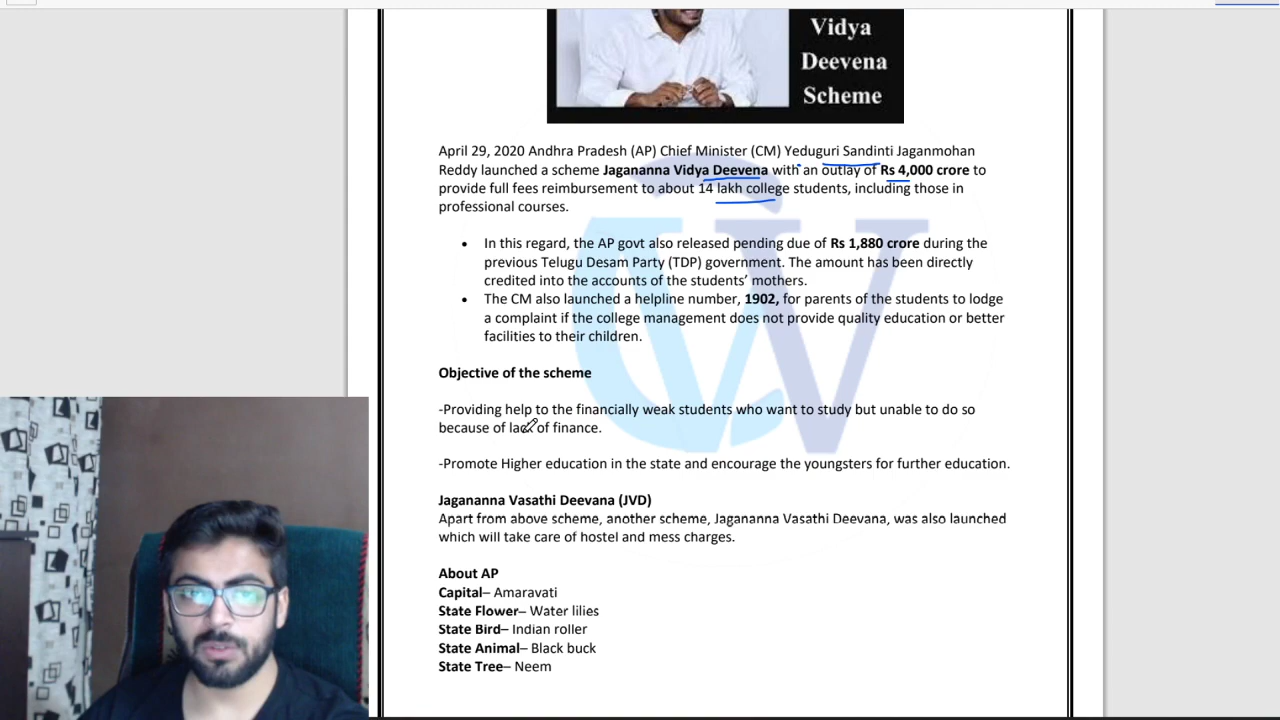 Vidya
Deevena
Scheme
April 29, 2020 Andhra Pradesh (AP) Chief Minister (CM) Yeduguri Sandinti Jaganmohan
Reddy launched a scheme Jagananna Vidya Deevena with an outlay of Rs 4,000 crore to
provide full fees reimbursement to about 14 lakh college students, including those in
professional courses.
• In this regard, the AP govt also released pending due of Rs 1,880 crore during the
previous Telugu Desam Party (TDP) government. The amount has been directly
credited into the accounts of the students’ mothers.
• The CM also launched a helpline number, 1902, for parents of the students to lodge
a complaint if the college management does not provide quality education or better
facilities to their children.
Objective of the scheme
-Providing help to the financially weak students who want to study but unable to do so
because of lack of finance.
-Promote Higher education in the state and encourage the youngsters for further education.
Jagananna Vasathi Deevana (JVD)
Apart from above scheme, another scheme, Jagananna Vasathi Deevana, was also launched
which will take care of hostel and mess charges.
About AP
Capital– Amaravati
State Flower– Water lilies
State Bird– Indian roller
State Animal– Black buck
State Tree– Neem